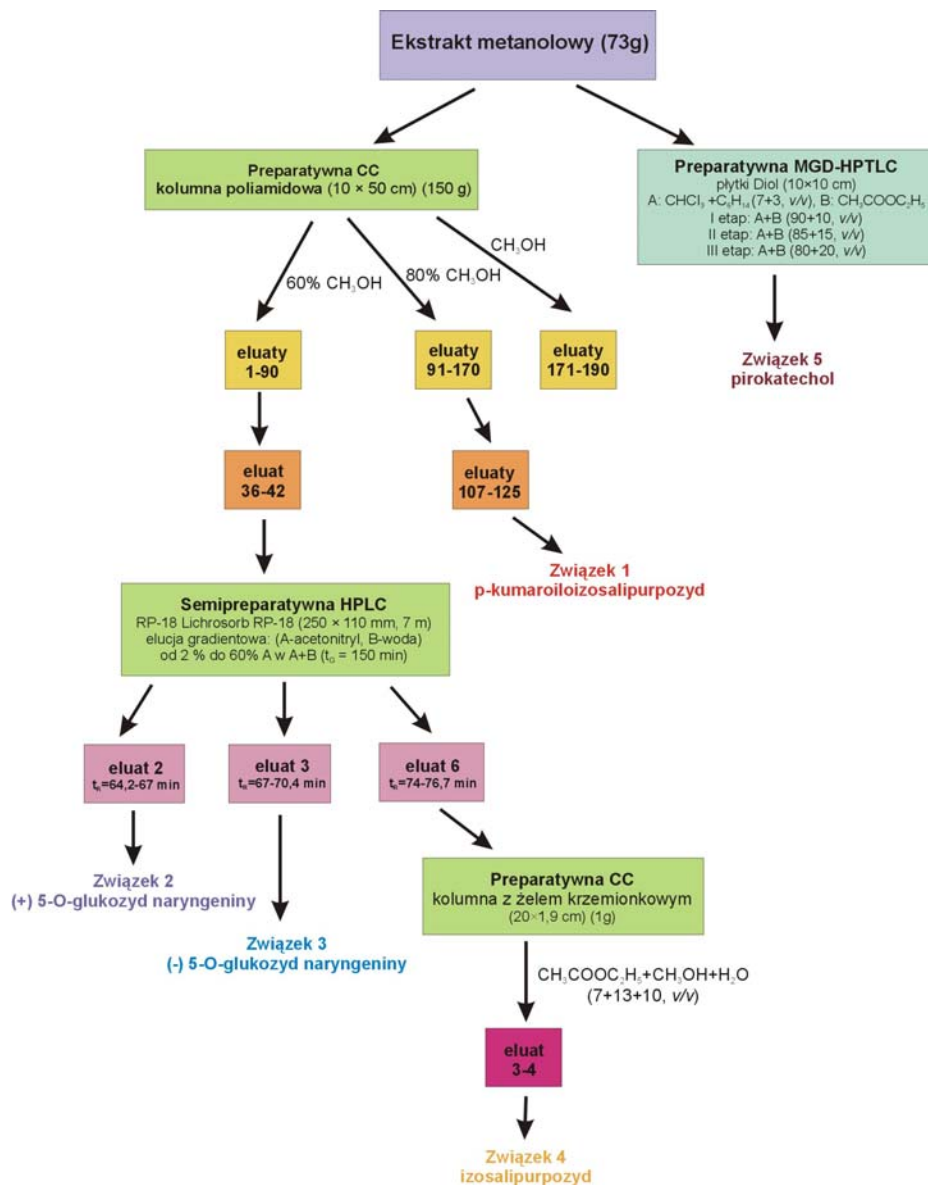 Ekstrakt metanolowy (73g)
Preparatywna CC
kolumna poliamidowa (10 × 50 cm) (150 g)
Preparatywna MGD-HPTLC
płytki Diol (10×10 cm)
A: CHCl₃ +C₆H₁₄ (7+3, v/v), B: CH₃COOC₂H₅
I etap: A+B (90+10, v/v)
II etap: A+B (85+15, v/v)
III etap: A+B (80+20, v/v)
60% CH₃OH
80% CH₃OH
CH₃OH
eluaty
1-90
eluaty
91-170
eluaty
171-190
Związek 5
pirokatechol
eluat
36-42
eluaty
107-125
Związek 1
p-kumaroiloizosalipurpozyd
Semipreparatywna HPLC
RP-18 Lichrosorb RP-18 (250 × 110 mm, 7 m)
elucja gradientowa: (A-acetonitryl, B-woda)
od 2 % do 60% A w A+B (t₀ = 150 min)
eluat 2
tᵣ=64,2-67 min
eluat 3
tᵣ=67-70,4 min
eluat 6
tᵣ=74-76,7 min
Związek 2
(+) 5-O-glukozyd naryngeniny
Związek 3
(-) 5-O-glukozyd naryngeniny
Preparatywna CC
kolumna z żelem krzemionkowym
(20×1,9 cm) (1g)
CH₃COOC₂H₅+CH₃OH+H₂O
(7+13+10, v/v)
eluat
3-4
Związek 4
izosalipurpozyd